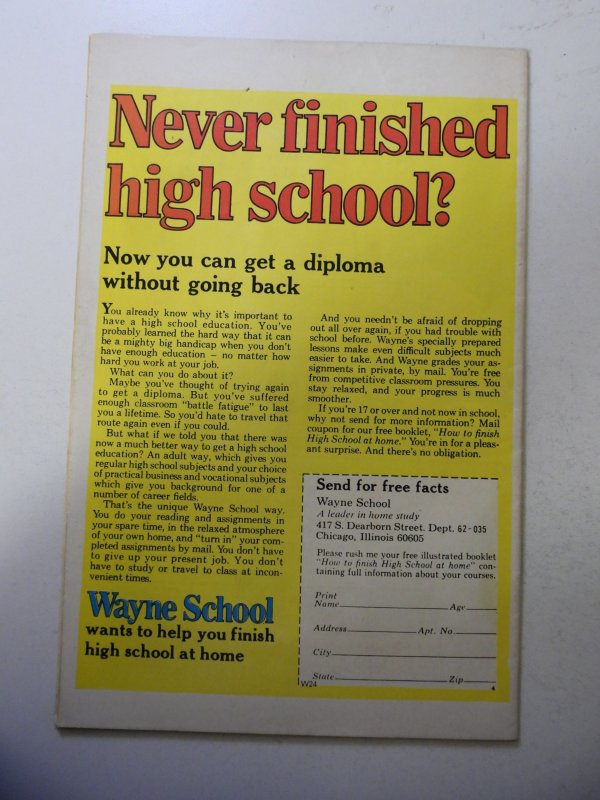 Never finished
high school?
Now you can get a diploma
without going back
You already know why it's important to
have a high school education. You've
probably learned the hard way that it can
be a mighty big handicap when you don't
have enough education – no matter how
hard you work at your job.
What can you do about it?
Maybe you've thought of trying again
to get a diploma. But you've suffered
enough classroom "battle fatigue" to last
you a lifetime. So you'd hate to travel that
route again even if you could.
But what if we told you that there was
now a much better way to get a high school
education? An adult way, which gives you
regular high school subjects and your choice
of practical business and vocational subjects
which give you background for one of a
number of career fields.
That's the unique Wayne School way.
You do your reading and assignments in
your spare time, in the relaxed atmosphere
of your own home, and "turn in" your com-
pleted assignments by mail. You don't have
to give up your present job. You don't
have to study or travel to class at incon-
venient times.
Wayne School
wants to help you finish
high school at home
And you needn't be afraid of dropping
out all over again, if you had trouble with
school before. Wayne's specially prepared
lessons make even difficult subjects much
easier to take. And Wayne grades your as-
signments in private, by mail. You're free
from competitive classroom pressures. You
stay relaxed, and your progress is much
smoother.
If you're 17 or over and not now in school,
why not send for more information? Mail
coupon for our free booklet, "How to finish
High School at home." You're in for a pleas-
ant surprise. And there's no obligation.
Send for free facts
Wayne School
A leader in home study
417 S. Dearborn Street. Dept. 62-035
Chicago, Illinois 60605
Please rush me your free illustrated booklet
"How to finish High School at home" con-
taining full information about your courses.
Print
Name Age
Address Apt. No
City
State Zip
W24 4